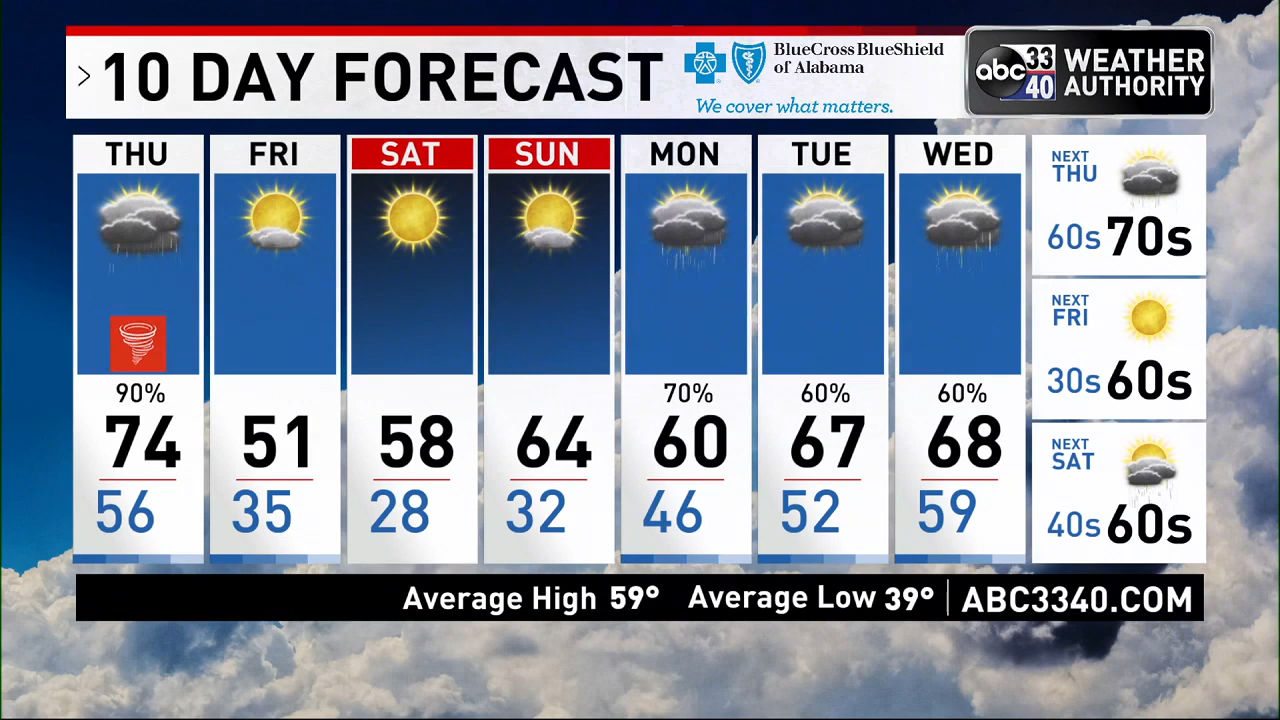 > 10 DAY FORECAST
BlueCross BlueShield
of Alabama
We cover what matters.
abc 33
40
WEATHER
AUTHORITY
THU
90%
74
56
FRI
51
35
SAT
58
28
SUN
64
32
MON
70%
60
46
TUE
60%
67
52
WED
60%
68
59
NEXT
THU
60s 70s
NEXT
FRI
30s 60s
NEXT
SAT
40s 60s
Average High 59° Average Low 39° | ABC3340.COM